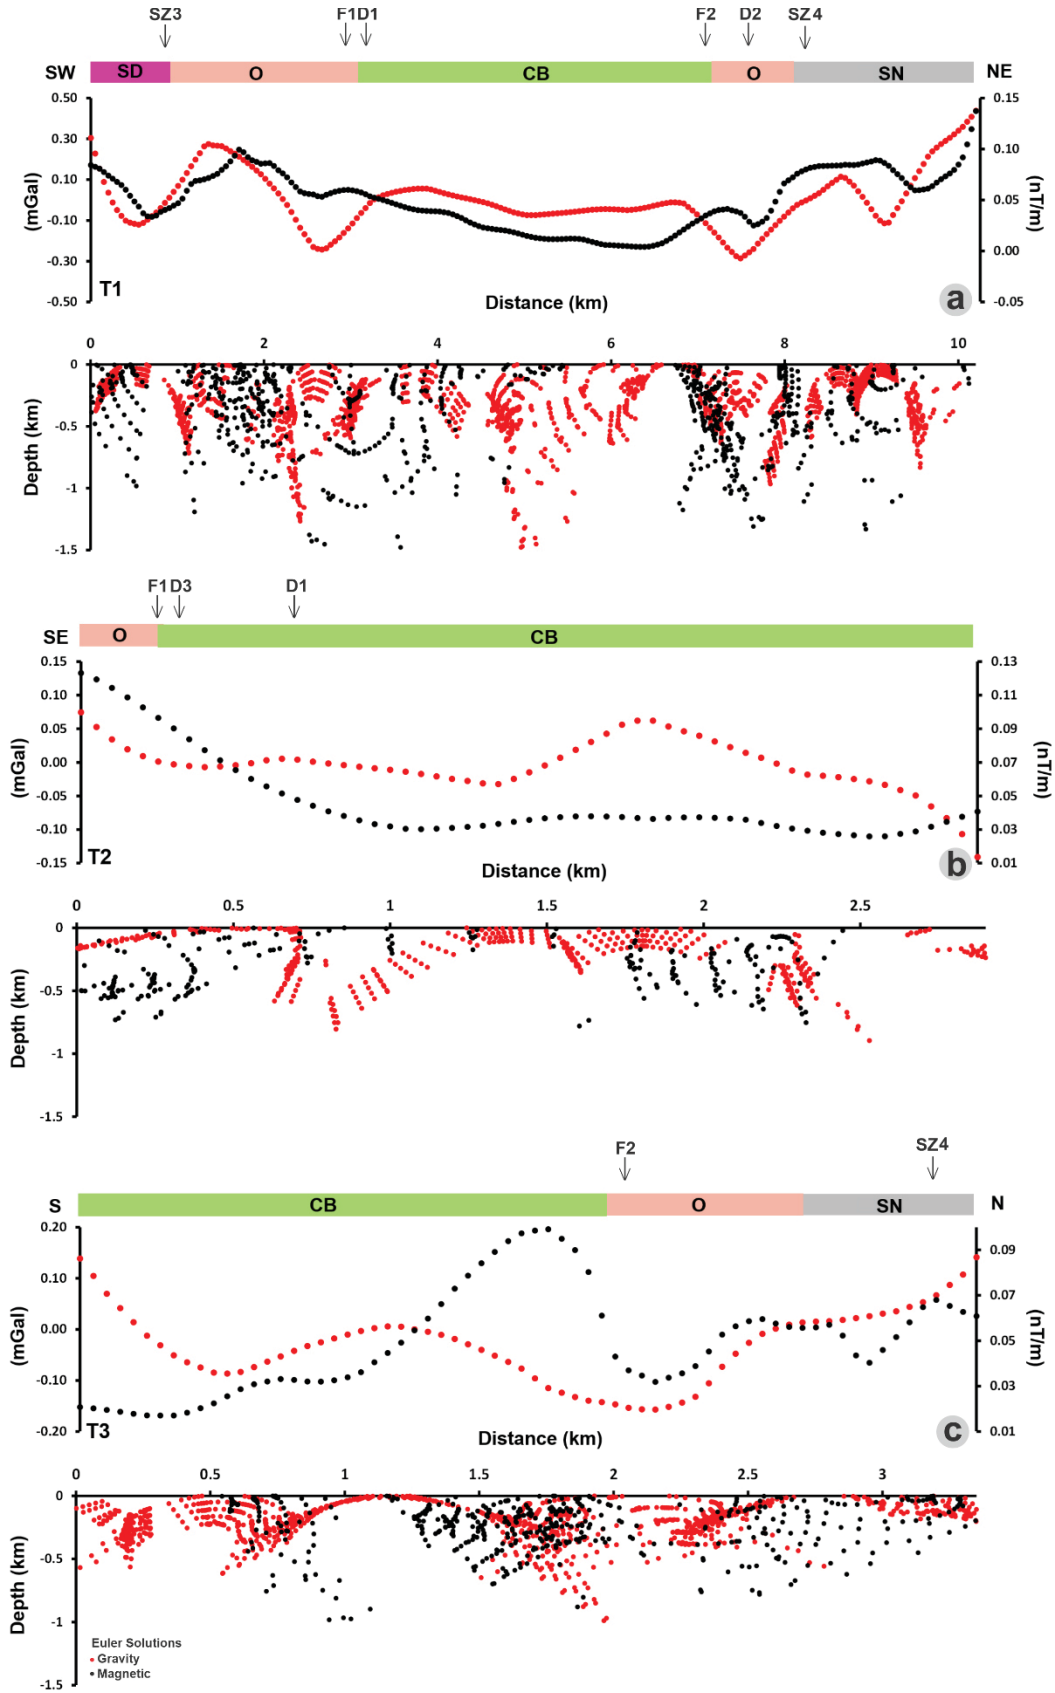 SZ3 F1 D1 F2 D2 SZ4
SW SD O CB O SN NE
0.50 0.15
0.30 0.10
0.10 0.05
-0.10 0.00
-0.30 -0.05
-0.50
(mGal)
(nT/m)
T1 Distance (km) a
0 2 4 6 8 10
0
-0.5
-1
-1.5
Depth (km)
F1 D3 D1
SE O CB
0.15 0.13
0.10 0.11
0.05 0.09
0.00 0.07
-0.05 0.05
-0.10 0.03
-0.15 0.01
(mGal)
(nT/m)
T2 Distance (km) b
0 0.5 1 1.5 2 2.5
0
-0.5
-1
-1.5
Depth (km)
F2 SZ4
S CB O SN N
0.20 0.09
0.10 0.07
0.00 0.05
-0.10 0.03
-0.20 0.01
(mGal)
(nT/m)
T3 Distance (km) c
0 0.5 1 1.5 2 2.5 3
0
-0.5
-1
-1.5
Depth (km)
Euler Solutions
Gravity
Magnetic